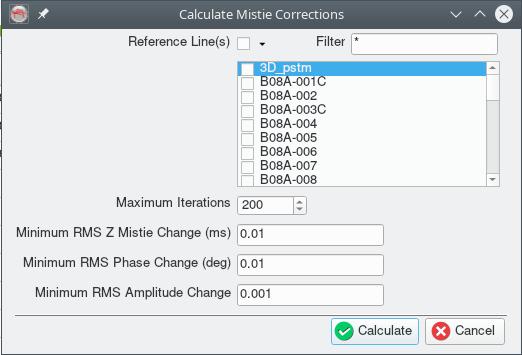 Calculate Mistie Corrections
Reference Line(s)
Filter *
3D_pstm
B08A-001C
B08A-002
B08A-003C
B08A-004
B08A-005
B08A-006
B08A-007
B08A-008
Maximum Iterations 200
Minimum RMS Z Mistie Change (ms) 0.01
Minimum RMS Phase Change (deg) 0.01
Minimum RMS Amplitude Change 0.001
Calculate Cancel